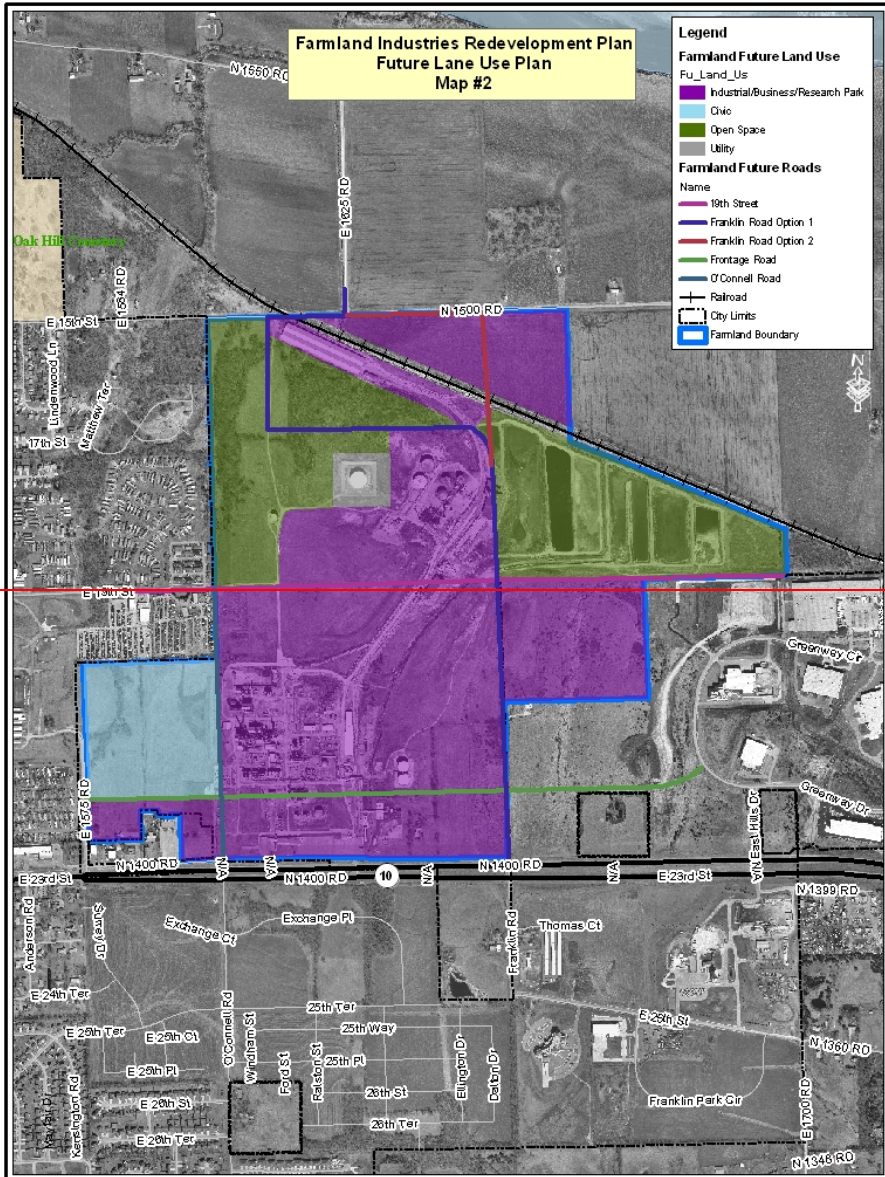 Farmland Industries Redevelopment Plan
Future Lane Use Plan
Map #2
Legend
Farmland Future Land Use
Fu_Land_Us
Industrial/Business/Research Park
Civic
Open Space
Utility
Farmland Future Roads
Name
19th Street
Franklin Road Option 1
Franklin Road Option 2
Frontage Road
O'Connell Road
Railroad
City Limits
Farmland Boundary
N 1550 RD
E 1625 RD
Oak Hill Cemetery
E 1584 RD
E 15th St
N 1500 RD
Lindenwood Ln
Matthew Ter
17th St
N
E 19th St
Greenway Cir
E 1575 RD
Greenway Dr
N 1400 RD
N/A
N/A
N 1400 RD
10
N/A
N 1400 RD
N/A
E 23rd St
N/A
East Hills Dr
E 23rd St
N 1399 RD
Anderson Rd
Surrey Dr
Exchange Ct
Exchange Pl
Franklin Rd
Thomas Ct
E 24th Ter
O'Connell Rd
Windham St
25th Ter
E 25th St
E 25th Ter
E 25th Ct
25th Way
N 1360 RD
E 25th Pl
Ford St
Ralston St
25th Pl
Ellington Dr
Dalton Dr
Mayfair Dr
Kensington Rd
E 26th St
26th St
Franklin Park Cir
E 1700 RD
E 26th Ter
26th Ter
N 1348 RD